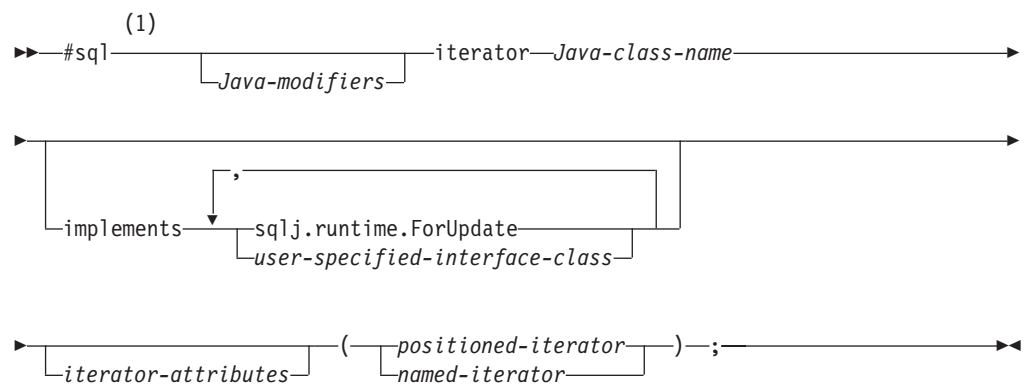 (1)
#sql iterator Java-class-name
Java-modifiers
,
implements sqlj.runtime.ForUpdate
user-specified-interface-class
( positioned-iterator ) ;
iterator-attributes named-iterator